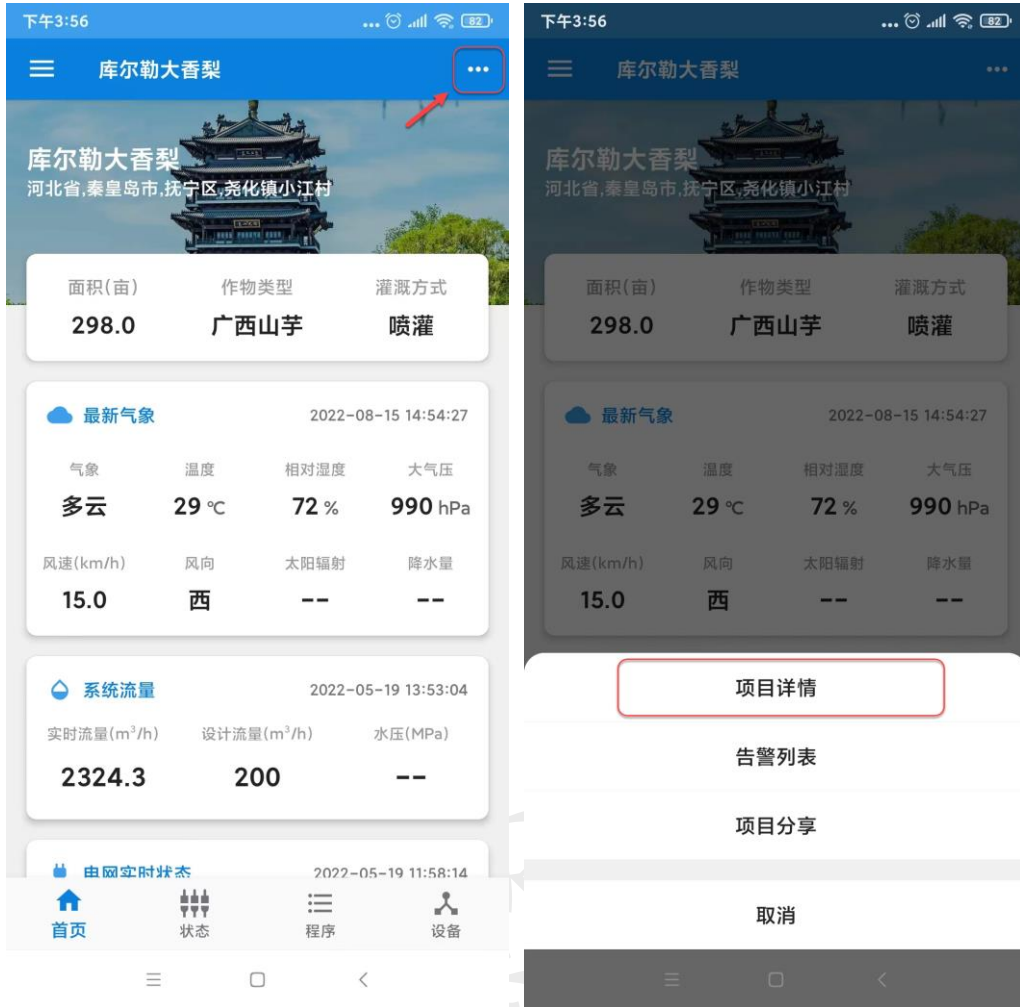 下午3:56
... 82
库尔勒大香梨
...
库尔勒大香梨
河北省,秦皇岛市,抚宁区,尧化镇小江村
面积(亩) 作物类型 灌溉方式
298.0 广西山芋 喷灌
最新气象 2022-08-15 14:54:27
气象 温度 相对湿度 大气压
多云 29 ℃ 72 % 990 hPa
风速(km/h) 风向 太阳辐射 降水量
15.0 西 -- --
系统流量 2022-05-19 13:53:04
实时流量(m³/h) 设计流量(m³/h) 水压(MPa)
2324.3 200 --
电网实时状态 2022-05-19 11:58:14
首页 状态 程序 设备
下午3:56
... 82
库尔勒大香梨
...
库尔勒大香梨
河北省,秦皇岛市,抚宁区,尧化镇小江村
面积(亩) 作物类型 灌溉方式
298.0 广西山芋 喷灌
最新气象 2022-08-15 14:54:27
气象 温度 相对湿度 大气压
多云 29 ℃ 72 % 990 hPa
风速(km/h) 风向 太阳辐射 降水量
15.0 西 -- --
项目详情
告警列表
项目分享
取消